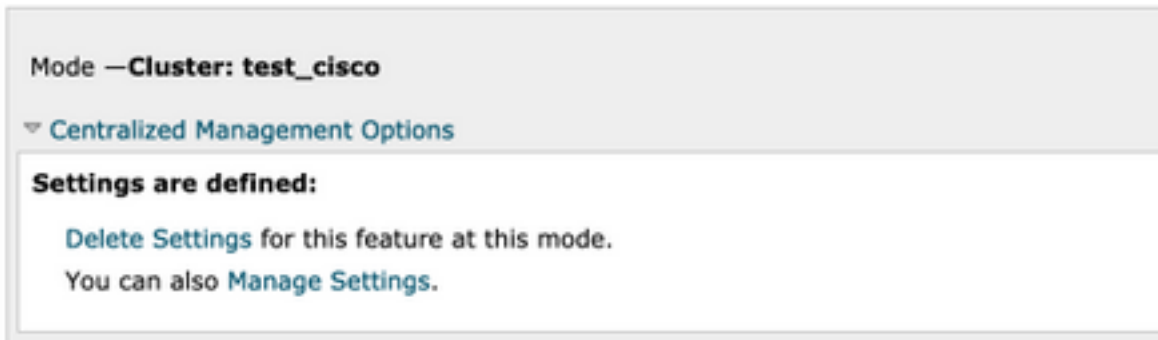 Mode —Cluster: test_cisco
Centralized Management Options
Settings are defined:
Delete Settings for this feature at this mode.
You can also Manage Settings.